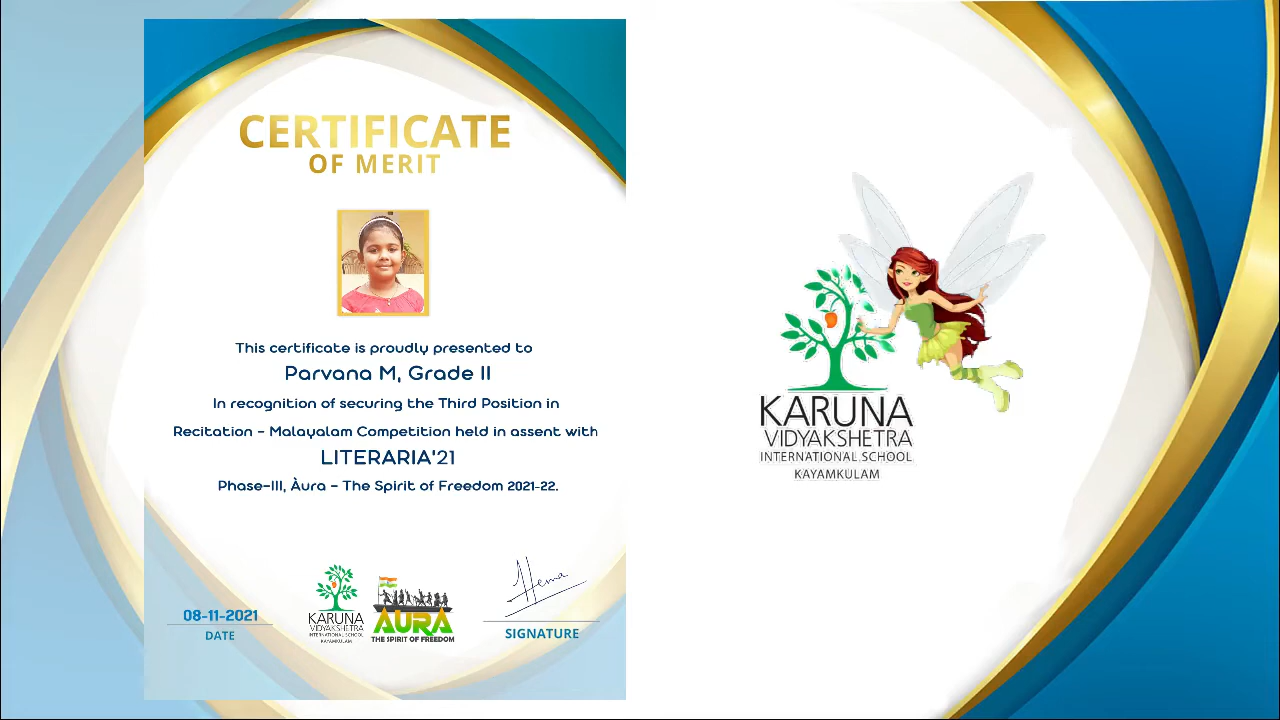 CERTIFICATE
OF MERIT
This certificate is proudly presented to
Parvana M, Grade II
In recognition of securing the Third Position in
Recitation - Malayalam Competition held in assent with
LITERARIA'21
Phase-III, Àura - The Spirit of Freedom 2021-22.
08-11-2021
DATE
KARUNA
VIDYAKSHETRA
INTERNATIONAL SCHOOL
KAYAMKULAM
AURA
THE SPIRIT OF FREEDOM
Hema
SIGNATURE
KARUNA
VIDYAKSHETRA
INTERNATIONAL SCHOOL
KAYAMKULAM